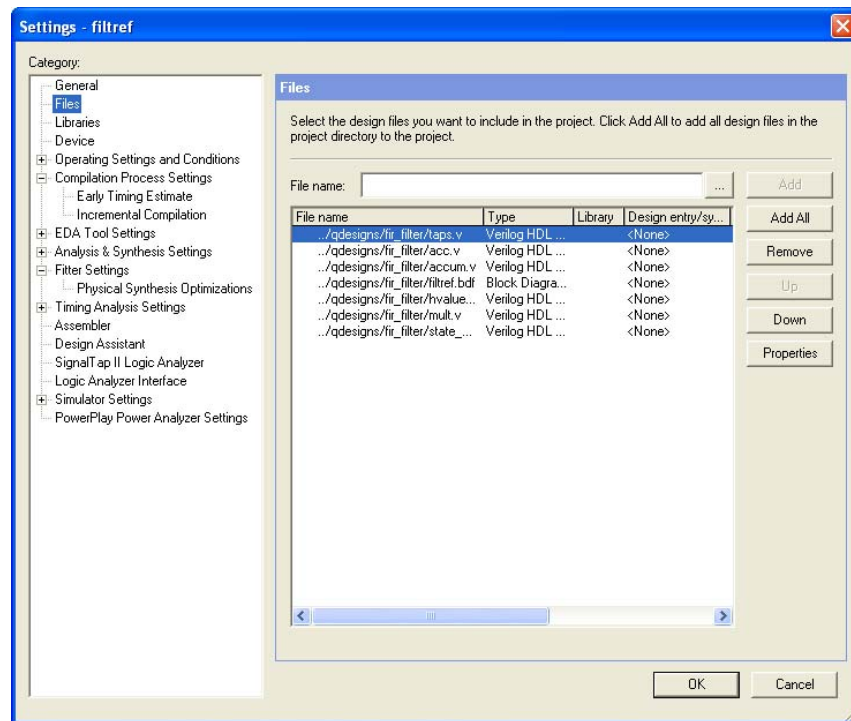 Settings - filtref
Category:
General
Files
Libraries
Device
Operating Settings and Conditions
Compilation Process Settings
Early Timing Estimate
Incremental Compilation
EDA Tool Settings
Analysis & Synthesis Settings
Fitter Settings
Physical Synthesis Optimizations
Timing Analysis Settings
Assembler
Design Assistant
SignalTap II Logic Analyzer
Logic Analyzer Interface
Simulator Settings
PowerPlay Power Analyzer Settings
Files
Select the design files you want to include in the project. Click Add All to add all design files in the
project directory to the project.
File name: ... Add
File name Type Library Design entry/sy...
../qdesigns/fir_filter/taps.v Verilog HDL ... <None>
../qdesigns/fir_filter/acc.v Verilog HDL ... <None>
../qdesigns/fir_filter/accum.v Verilog HDL ... <None>
../qdesigns/fir_filter/filtref.bdf Block Diagra... <None>
../qdesigns/fir_filter/hvalue... Verilog HDL ... <None>
../qdesigns/fir_filter/mult.v Verilog HDL ... <None>
../qdesigns/fir_filter/state_... Verilog HDL ... <None>
Add All
Remove
Up
Down
Properties
OK Cancel